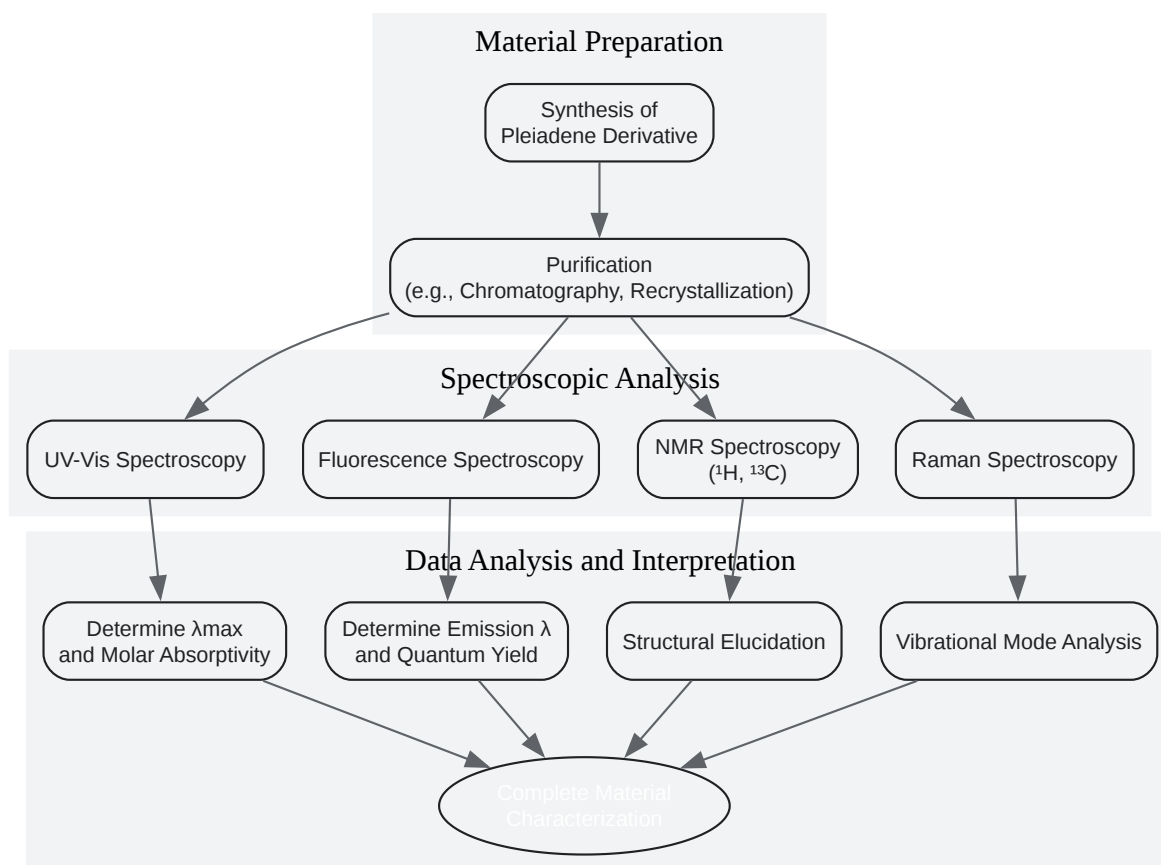 Material Preparation
Synthesis of
Pleiadene Derivative
Purification
(e.g., Chromatography, Recrystallization)
Spectroscopic Analysis
UV-Vis Spectroscopy
Fluorescence Spectroscopy
NMR Spectroscopy
(¹H, ¹³C)
Raman Spectroscopy
Data Analysis and Interpretation
Determine λmax
and Molar Absorptivity
Determine Emission λ
and Quantum Yield
Structural Elucidation
Vibrational Mode Analysis
Complete Material
Characterization